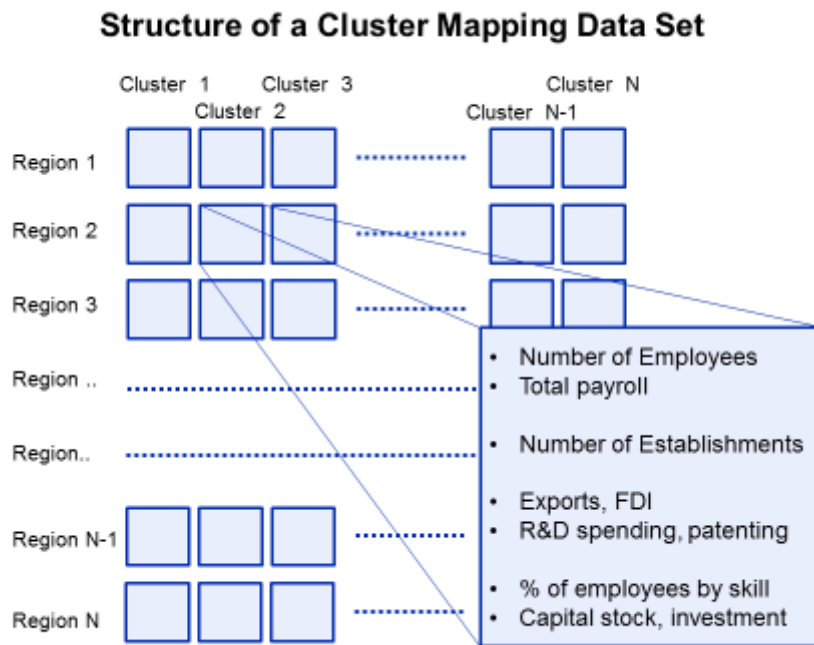 Structure of a Cluster Mapping Data Set
Cluster 1
Cluster 3
Cluster N
Cluster 2
Cluster N-1
Region 1
Region 2
Region 3
Region ..
Region..
Region N-1
Region N
• Number of Employees
• Total payroll
• Number of Establishments
• Exports, FDI
• R&D spending, patenting
• % of employees by skill
• Capital stock, investment